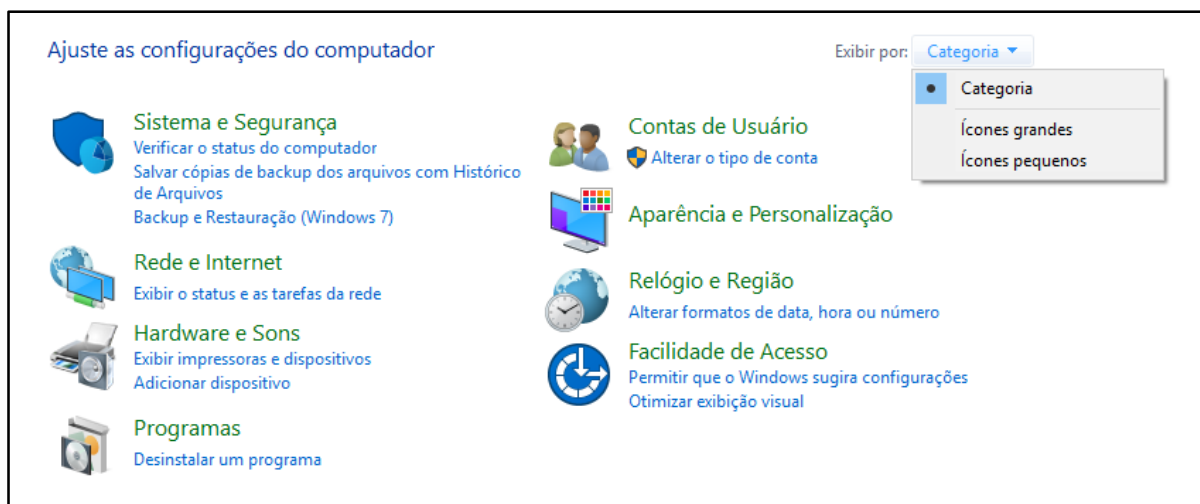 Ajuste as configurações do computador
Exibir por: Categoria
Categoria
Ícones grandes
Ícones pequenos
Sistema e Segurança
Verificar o status do computador
Salvar cópias de backup dos arquivos com Histórico
de Arquivos
Backup e Restauração (Windows 7)
Rede e Internet
Exibir o status e as tarefas da rede
Hardware e Sons
Exibir impressoras e dispositivos
Adicionar dispositivo
Programas
Desinstalar um programa
Contas de Usuário
Alterar o tipo de conta
Aparência e Personalização
Relógio e Região
Alterar formatos de data, hora ou número
Facilidade de Acesso
Permitir que o Windows sugira configurações
Otimizar exibição visual